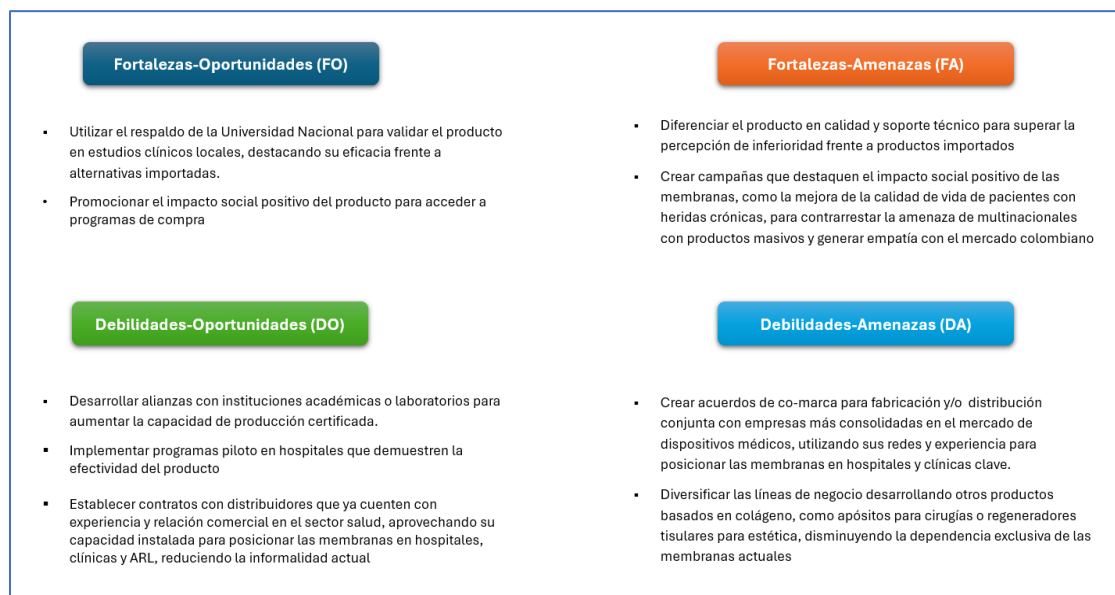 Fortalezas-Oportunidades (FO)
▪ Utilizar el respaldo de la Universidad Nacional para validar el producto
en estudios clínicos locales, destacando su eficacia frente a
alternativas importadas.
• Promocionar el impacto social positivo del producto para acceder a
programas de compra
Fortalezas-Amenazas (FA)
▪ Diferenciar el producto en calidad y soporte técnico para superar la
percepción de inferioridad frente a productos importados
▪ Crear campañas que destaquen el impacto social positivo de las
membranas, como la mejora de la calidad de vida de pacientes con
heridas crónicas, para contrarrestar la amenaza de multinacionales
con productos masivos y generar empatía con el mercado colombiano
Debilidades-Oportunidades (DO)
▪ Desarrollar alianzas con instituciones académicas o laboratorios para
aumentar la capacidad de producción certificada.
▪ Implementar programas piloto en hospitales que demuestren la
efectividad del producto
▪ Establecer contratos con distribuidores que ya cuenten con
experiencia y relación comercial en el sector salud, aprovechando su
capacidad instalada para posicionar las membranas en hospitales,
clínicas y ARL, reduciendo la informalidad actual
Debilidades-Amenazas (DA)
▪ Crear acuerdos de co-marca para fabricación y/o distribución
conjunta con empresas más consolidadas en el mercado de
dispositivos médicos, utilizando sus redes y experiencia para
posicionar las membranas en hospitales y clínicas clave.
▪ Diversificar las líneas de negocio desarrollando otros productos
basados en colágeno, como apósitos para cirugías o regeneradores
tisulares para estética, disminuyendo la dependencia exclusiva de las
membranas actuales